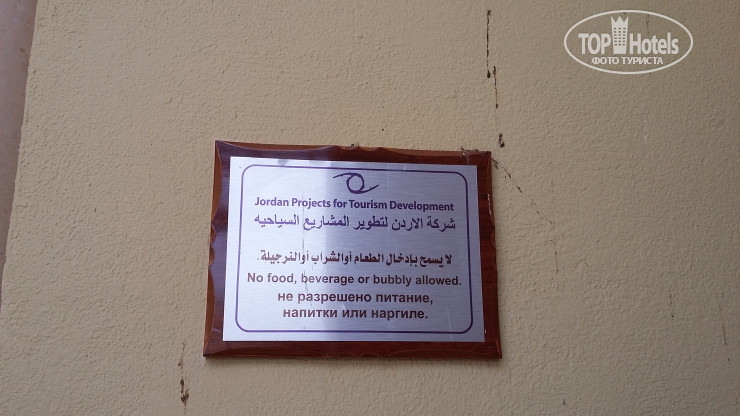 TOP Hotels
ФОТО ТУРИСТА
Jordan Projects for Tourism Development
شركة الاردن لتطوير المشاريع السياحيه
لا يسمح بإدخال الطعام أوالشراب أوالنرجيلة.
No food, beverage or bubbly allowed.
не разрешено питание,
напитки или наргиле.